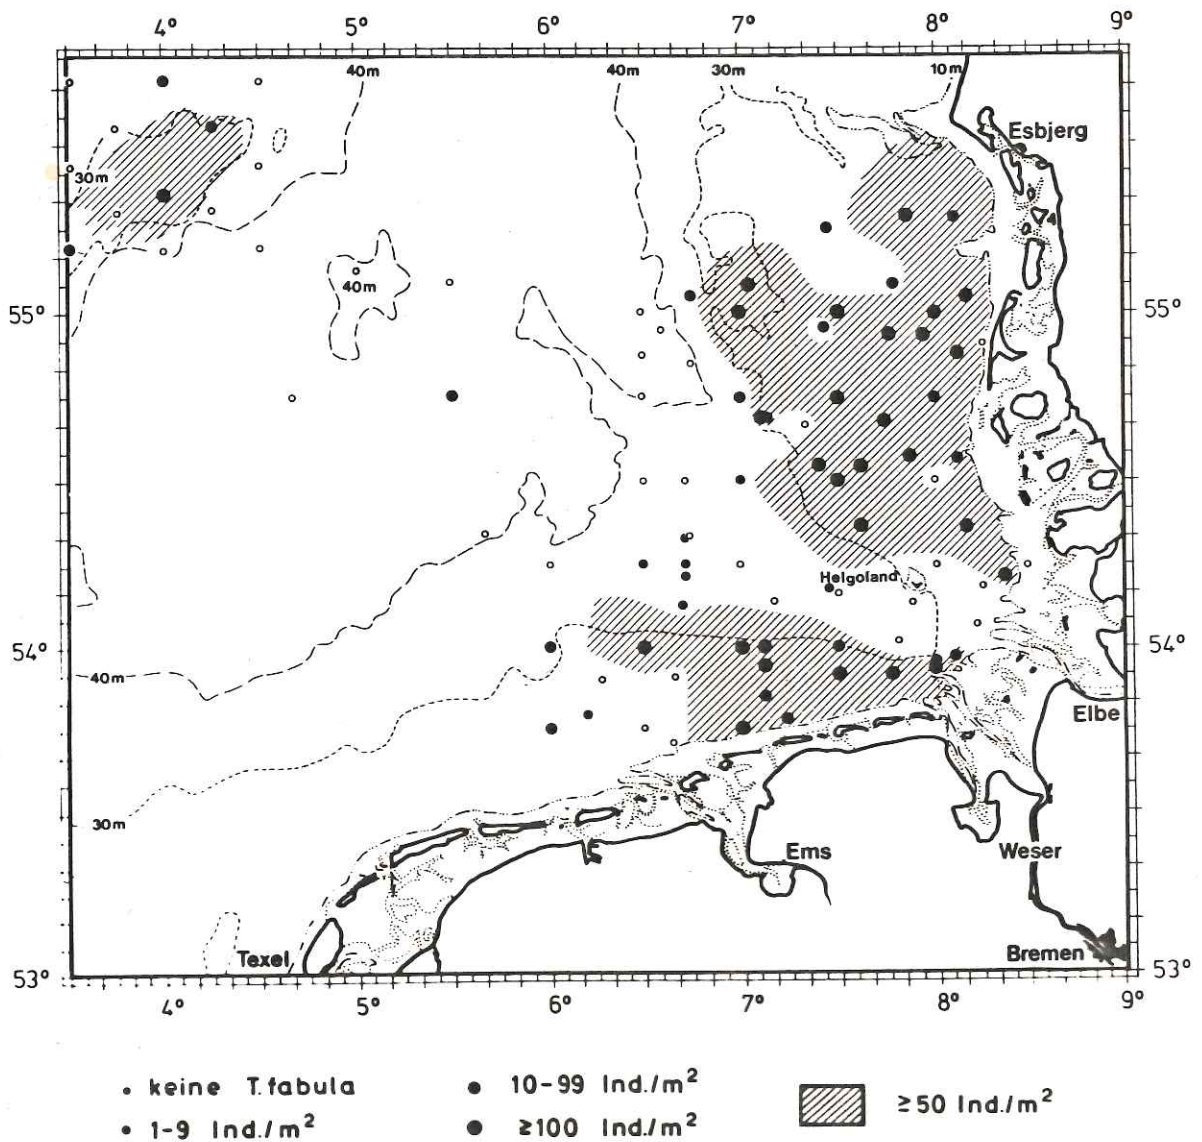 4° 5° 6° 7° 8° 9°
40m 40m 30m 10m
Esbjerg
30m
4
40m
55° 55°
Helgoland
54° 54°
40m
Elbe
30m
Ems Weser
Texel Bremen
53° 53°
4° 5° 6° 7° 8° 9°
keine T. fabula 10-99 Ind./m² ≥50 Ind/m²
1-9 Ind./m² ≥100 Ind./m²